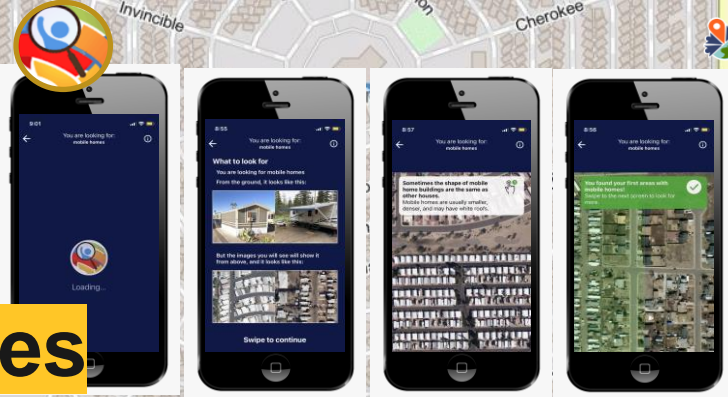 Invincible
on
Cherokee
9:01
You are looking for:
mobile homes
Loading...
es
8:55
You are looking for:
mobile homes
What to look for
You are looking for mobile homes
From the ground, it looks like this:
But the images you will see will show it
from above, and it looks like this:
Swipe to continue
8:57
You are looking for:
mobile homes
Sometimes the shape of mobile
home buildings are the same as
other houses.
Mobile homes are usually smaller,
denser, and may have white roofs.
8:58
You are looking for:
mobile homes
You found your first areas with
mobile homes!
Swipe to the next screen to look for
more.